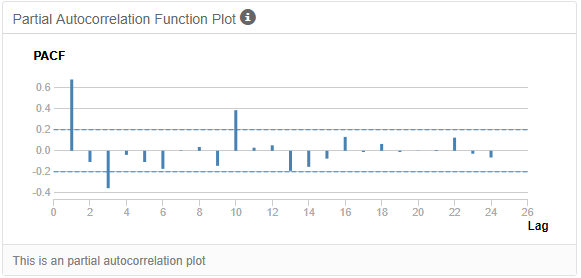 Partial Autocorrelation Function Plot
PACF
0.6
0.4
0.2
0.0
-0.2
-0.4
0 2 4 6 8 10 12 14 16 18 20 22 24 26
Lag
This is an partial autocorrelation plot